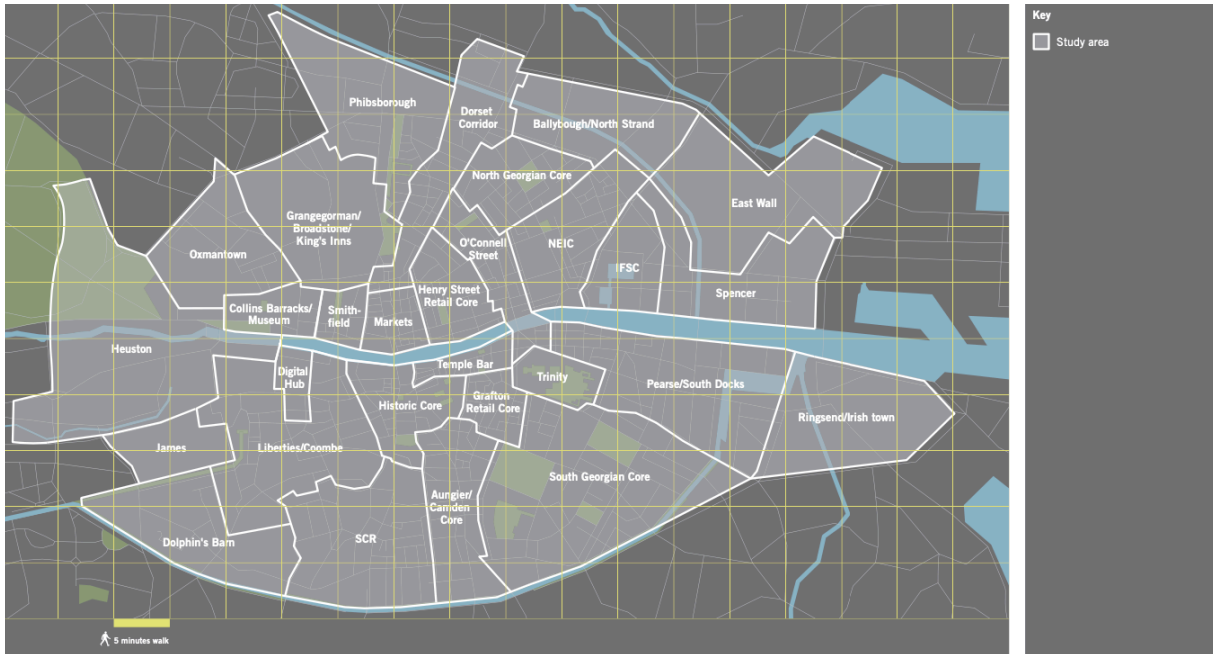 Key
Study area
Phibsborough
Dorset
Corridor
Ballybough/North Strand
North Georgian Core
East Wall
Grangegorman/
Broadstone/
King's Inns
Oxmantown
O'Connell
Street
NEIC
IFSC
Spencer
Henry Street
Retail Core
Collins Barracks/
Museum
Smith-
field
Markets
Heuston
Digital
Hub
Temple Bar
Trinity
Pearse/South Docks
Historic Core
Grafton
Retail Core
Ringsend/Irish town
James
Liberties/Coombe
South Georgian Core
Aungier/
Camden
Core
Dolphin's Barn
SCR
5 minutes walk